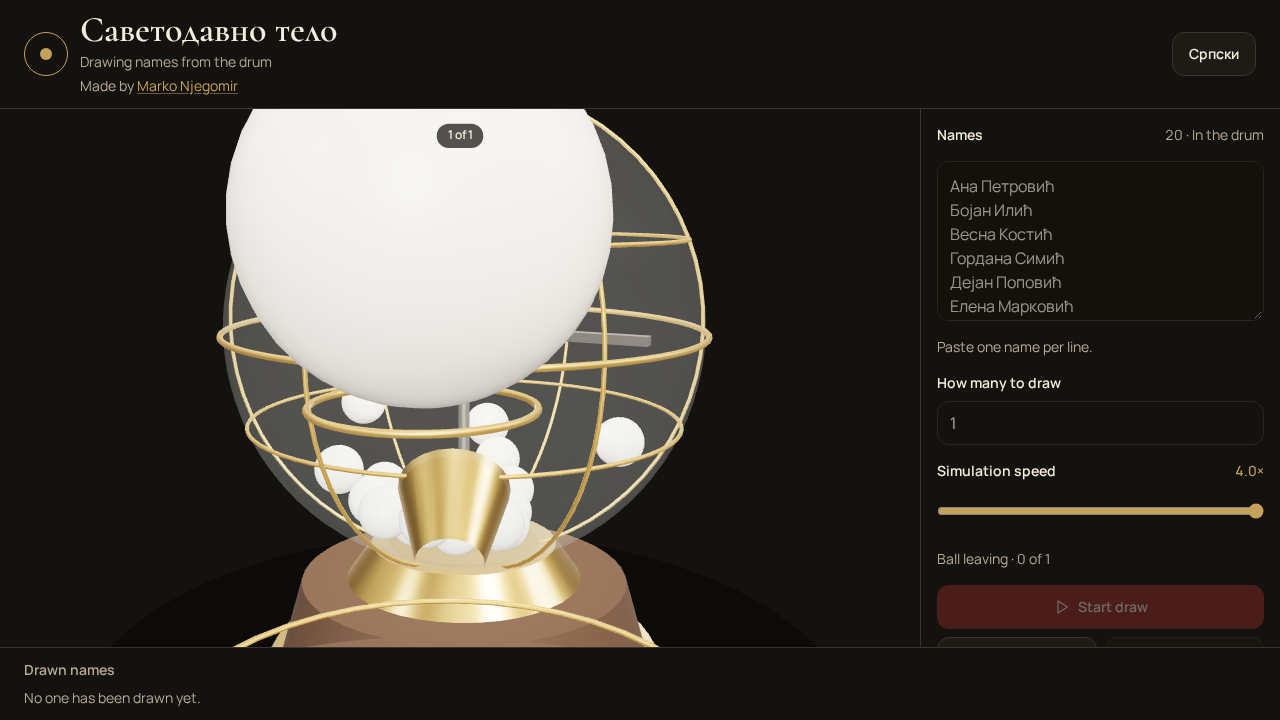 Саветодавно тело
Drawing names from the drum
Made by Marko Njegomir
Српски
1 of 1
Names
20 · In the drum
Ана Петровић
Бојан Илић
Весна Костић
Гордана Симић
Дејан Поповић
Елена Марковић
Paste one name per line.
How many to draw
1
Simulation speed
4.0×
Ball leaving · 0 of 1
Start draw
Drawn names
No one has been drawn yet.